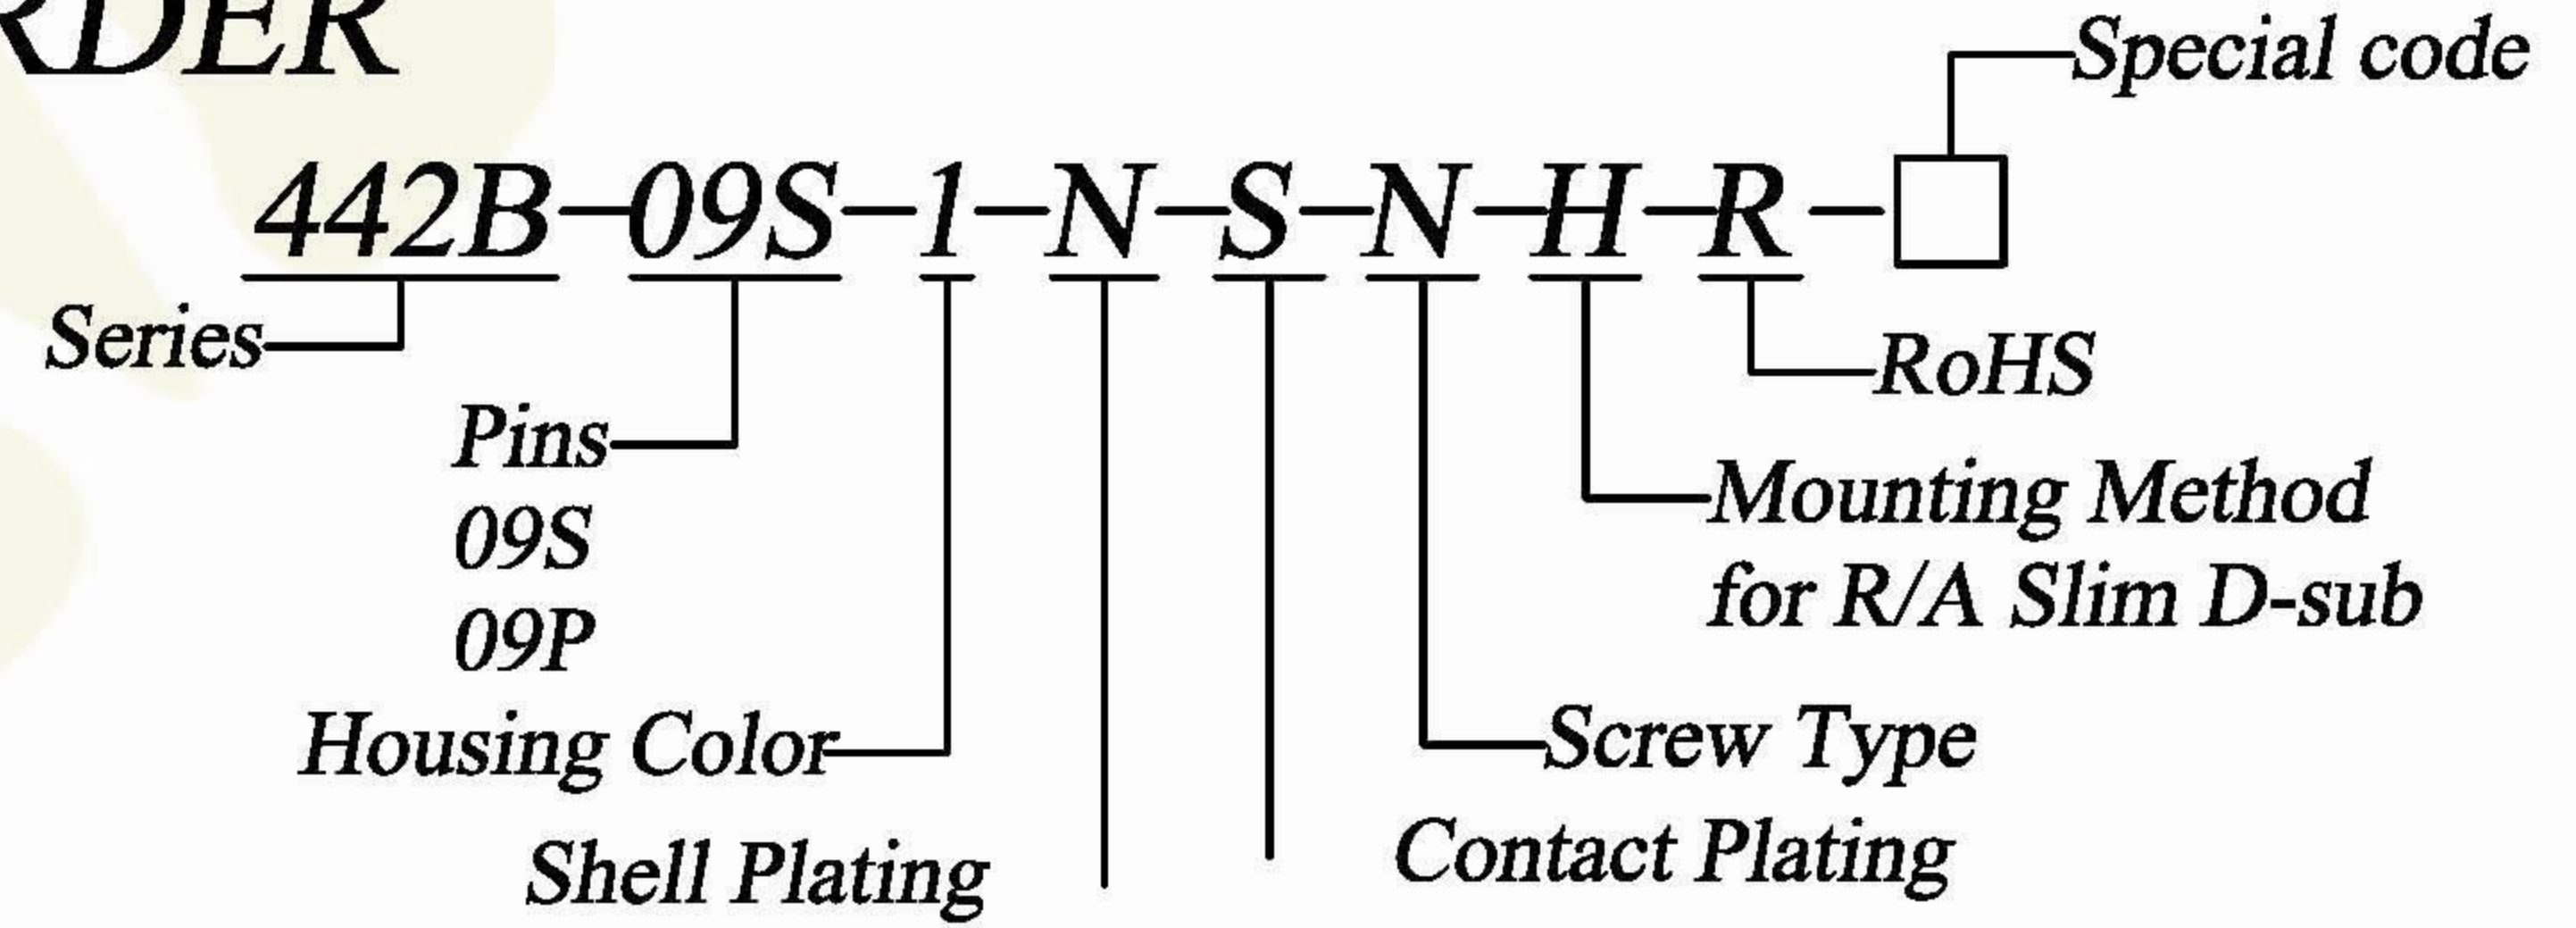 RDER
Special code
442B-09S-1-N-S-N-H-R-□
Series
RoHS
Pins
09S
09P
Mounting Method
for R/A Slim D-sub
Housing Color
Screw Type
Shell Plating
Contact Plating